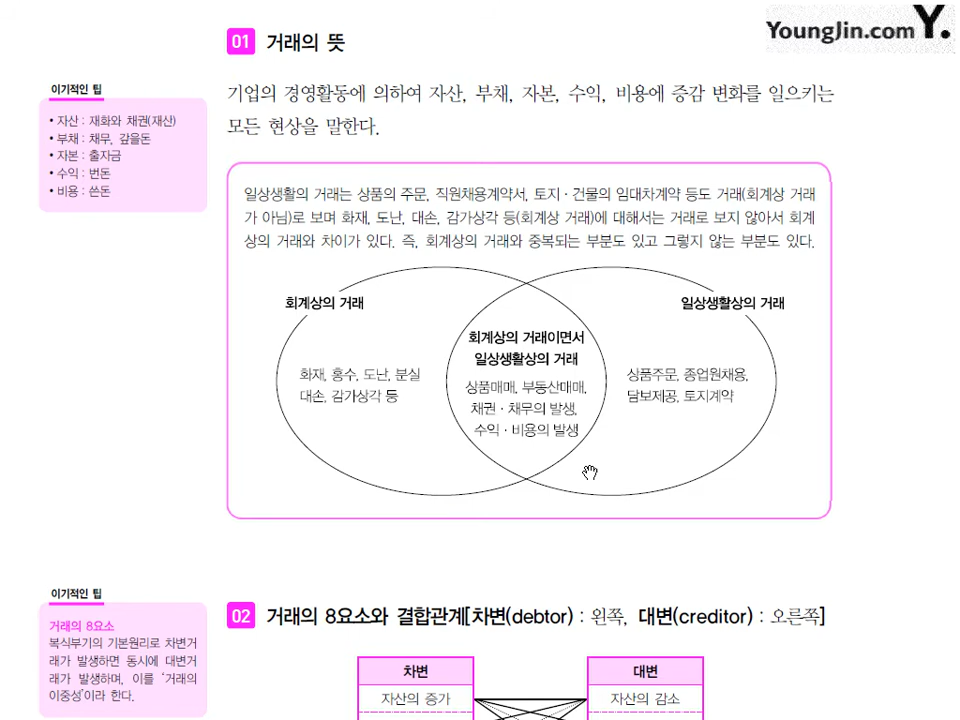 YoungJin.com Y.
01 거래의 뜻
이기적인 팁
• 자산 : 재화와 채권(재산)
• 부채 : 채무, 갚을돈
• 자본 : 출자금
• 수익 : 번돈
• 비용 : 쓴돈
기업의 경영활동에 의하여 자산, 부채, 자본, 수익, 비용에 증감 변화를 일으키는
모든 현상을 말한다.
일상생활의 거래는 상품의 주문, 직원채용계약서, 토지 · 건물의 임대차계약 등도 거래(회계상 거래
가 아님)로 보며 화재, 도난, 대손, 감가상각 등(회계상 거래)에 대해서는 거래로 보지 않아서 회계
상의 거래와 차이가 있다. 즉, 회계상의 거래와 중복되는 부분도 있고 그렇지 않는 부분도 있다.
회계상의 거래
화재, 홍수, 도난, 분실
대손, 감가상각 등
회계상의 거래이면서
일상생활상의 거래
상품매매, 부동산매매,
채권 · 채무의 발생,
수익 · 비용의 발생
일상생활상의 거래
상품주문, 종업원채용,
담보제공, 토지계약
이기적인 팁
거래의 8요소
복식부기의 기본원리로 차변거
래가 발생하면 동시에 대변거
래가 발생하며, 이를 '거래의
이중성'이라 한다.
02 거래의 8요소와 결합관계[차변(debtor) : 왼쪽, 대변(creditor) : 오른쪽]
차변
자산의 증가
대변
자산의 감소